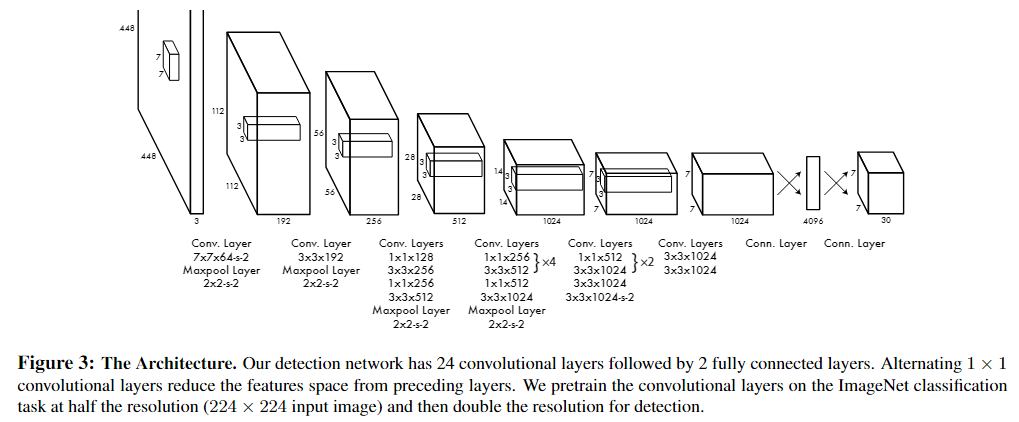 448
7
7
448
3
112
3
3
112
192
56
3
3
56
256
28
3
3
28
512
14
3
3
14
1024
7
3
3
7
1024
7
7
1024
4096
7
7
30
Conv. Layer
7x7x64-s-2
Maxpool Layer
2x2-s-2
Conv. Layer
3x3x192
Maxpool Layer
2x2-s-2
Conv. Layers
1x1x128
3x3x256
1x1x256
3x3x512
Maxpool Layer
2x2-s-2
Conv. Layers
1x1x256
3x3x512
}×4
1x1x512
3x3x1024
Maxpool Layer
2x2-s-2
Conv. Layers
1x1x512
3x3x1024
}×2
3x3x1024
3x3x1024-s-2
Conv. Layers
3x3x1024
3x3x1024
Conn. Layer
Conn. Layer
Figure 3: The Architecture. Our detection network has 24 convolutional layers followed by 2 fully connected layers. Alternating 1 × 1
convolutional layers reduce the features space from preceding layers. We pretrain the convolutional layers on the ImageNet classification
task at half the resolution (224 × 224 input image) and then double the resolution for detection.